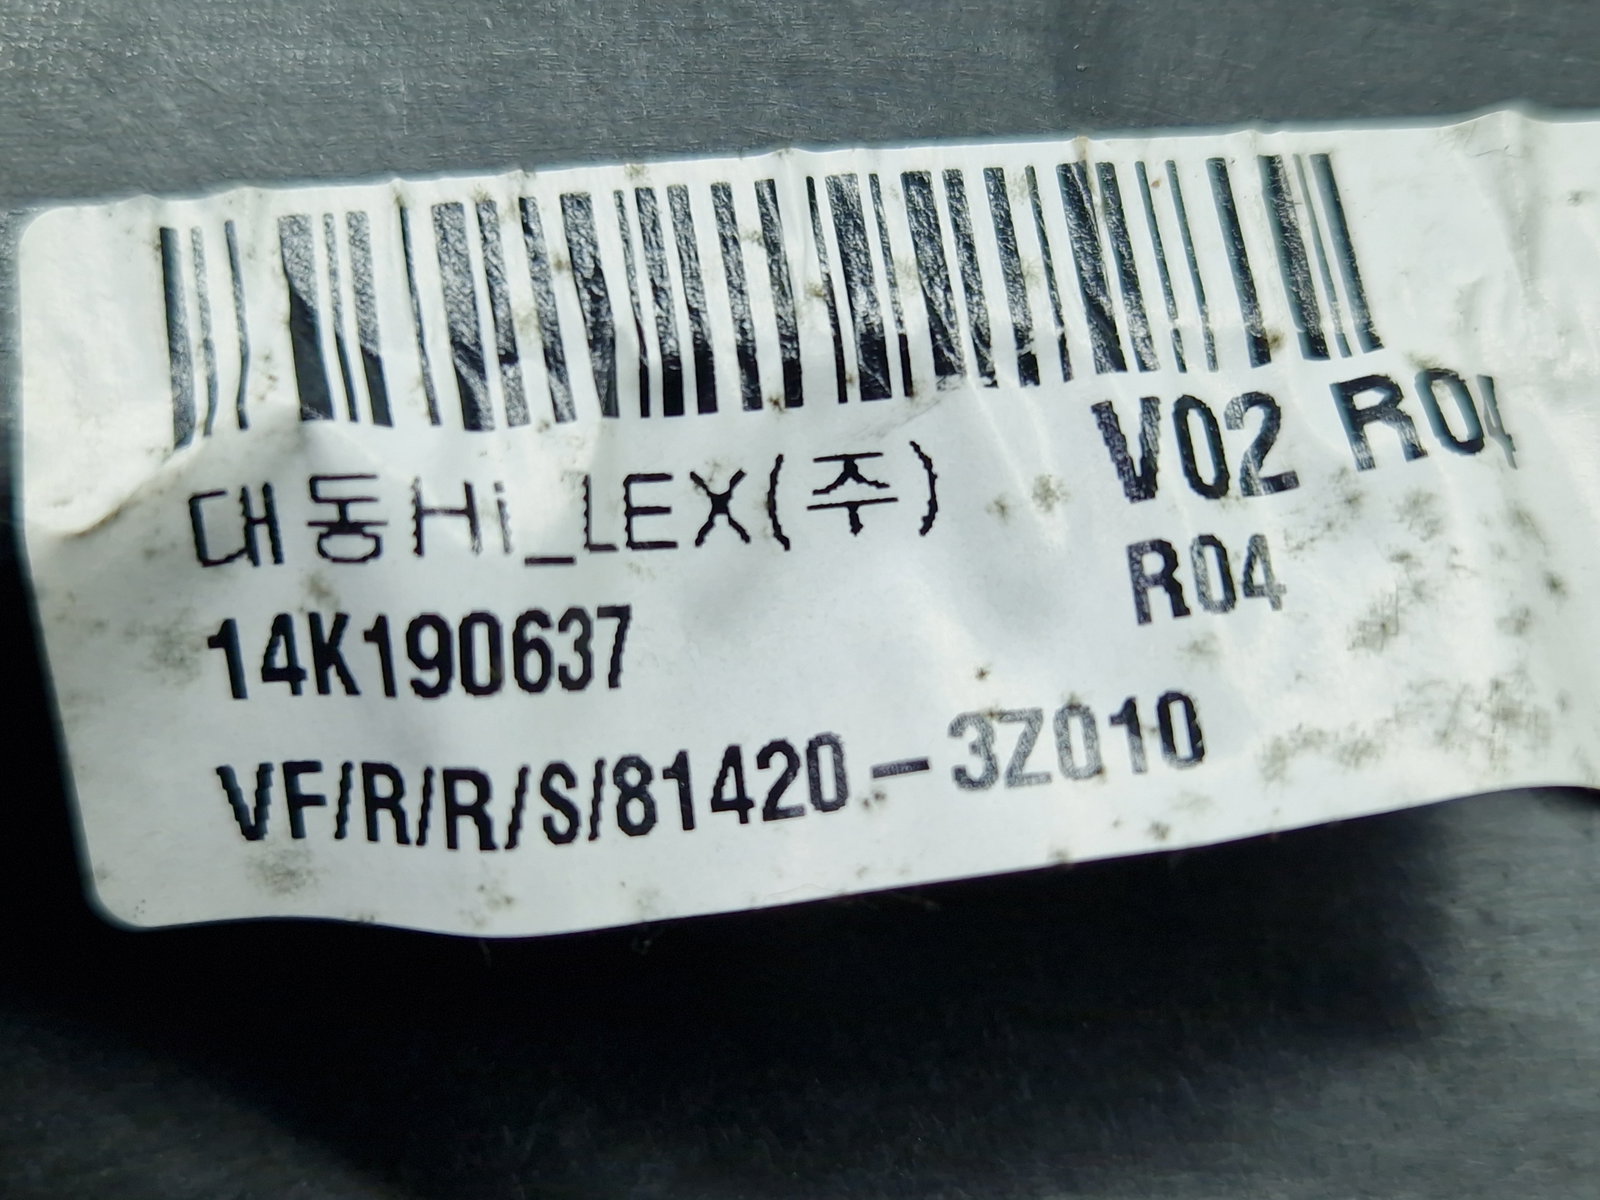 V02 R04
대동Hi_LEX(주)
R04
14K190637
VF/R/R/S/81420-3Z010